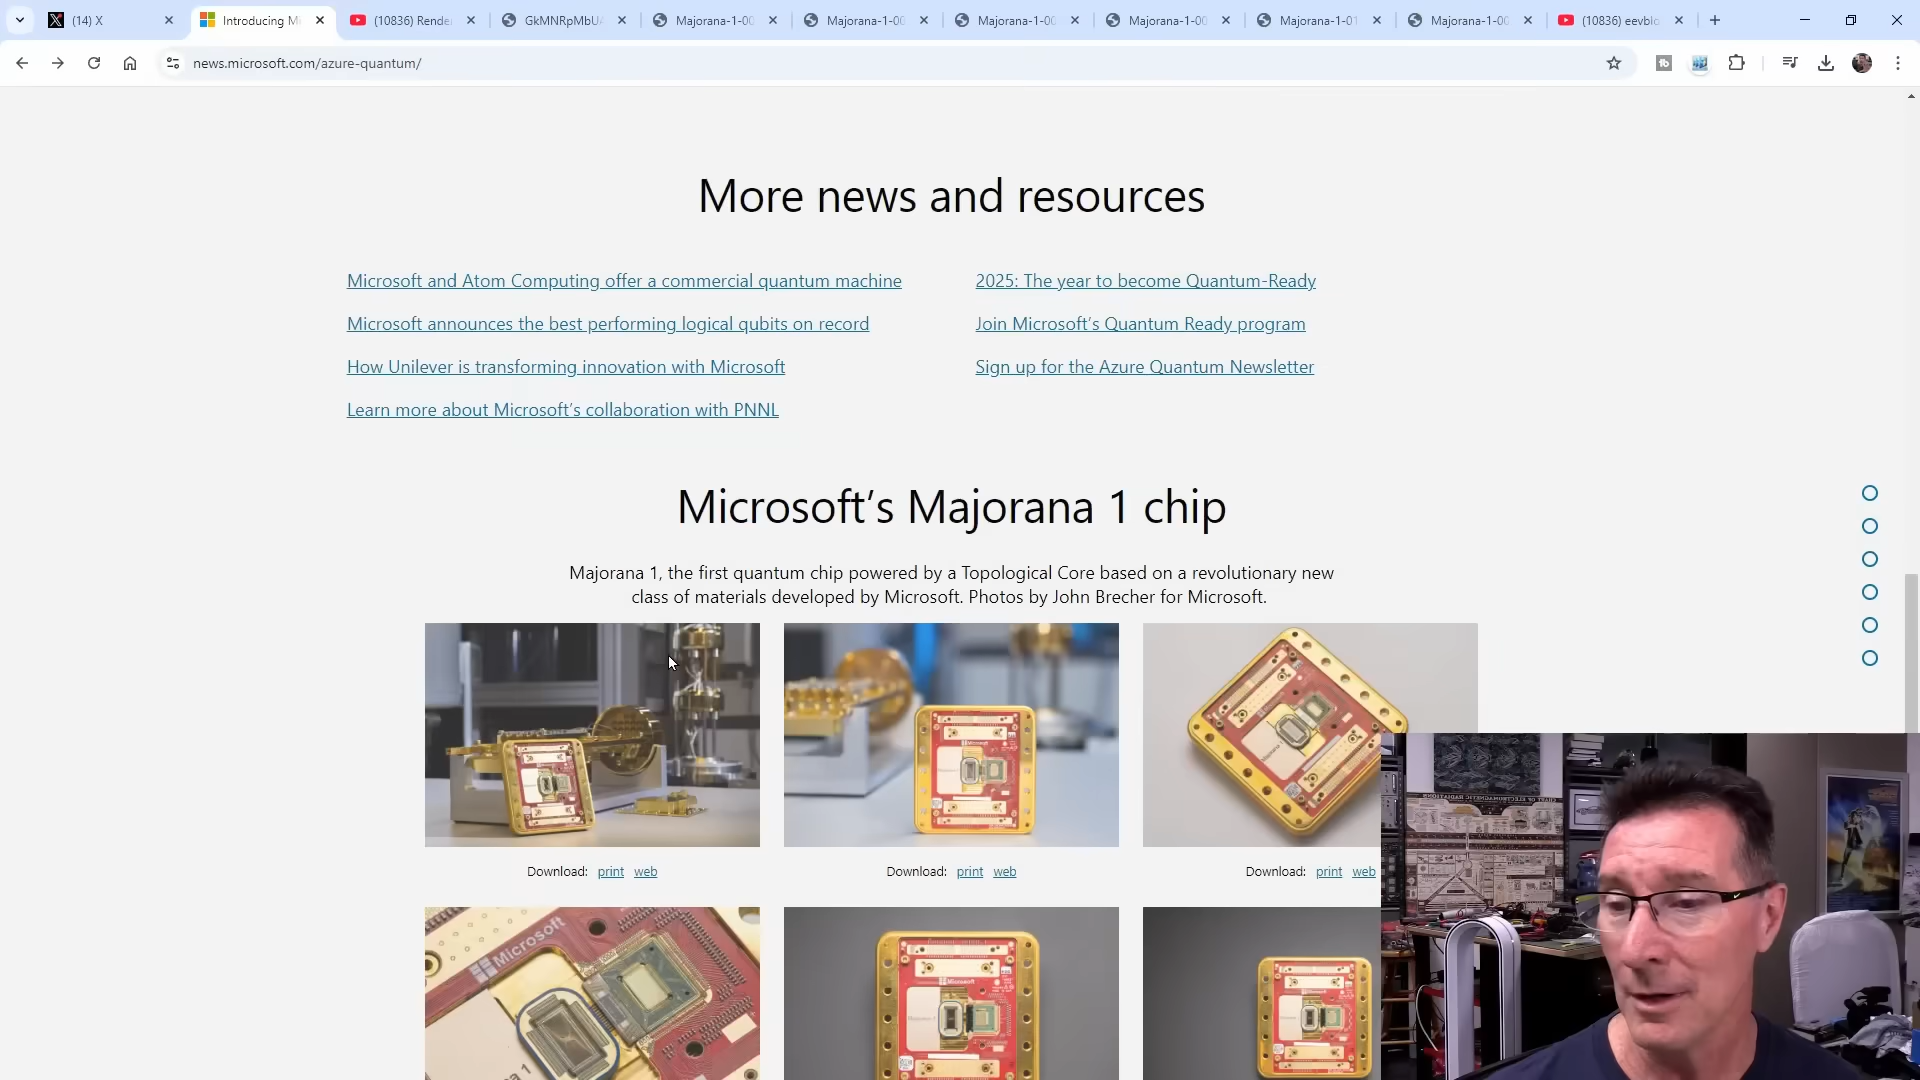 (14) X
Introducing Mi
(10836) Rende
GkMNRpMbU
Majorana-1-00
Majorana-1-00
Majorana-1-00
Majorana-1-00
Majorana-1-01
Majorana-1-00
(10836) eevblo
news.microsoft.com/azure-quantum/
More news and resources
Microsoft and Atom Computing offer a commercial quantum machine
2025: The year to become Quantum-Ready
Microsoft announces the best performing logical qubits on record
Join Microsoft’s Quantum Ready program
How Unilever is transforming innovation with Microsoft
Sign up for the Azure Quantum Newsletter
Learn more about Microsoft’s collaboration with PNNL
Microsoft’s Majorana 1 chip
Majorana 1, the first quantum chip powered by a Topological Core based on a revolutionary new
class of materials developed by Microsoft. Photos by John Brecher for Microsoft.
Download: print web
Download: print web
Download: print web
Microsoft
Microsoft